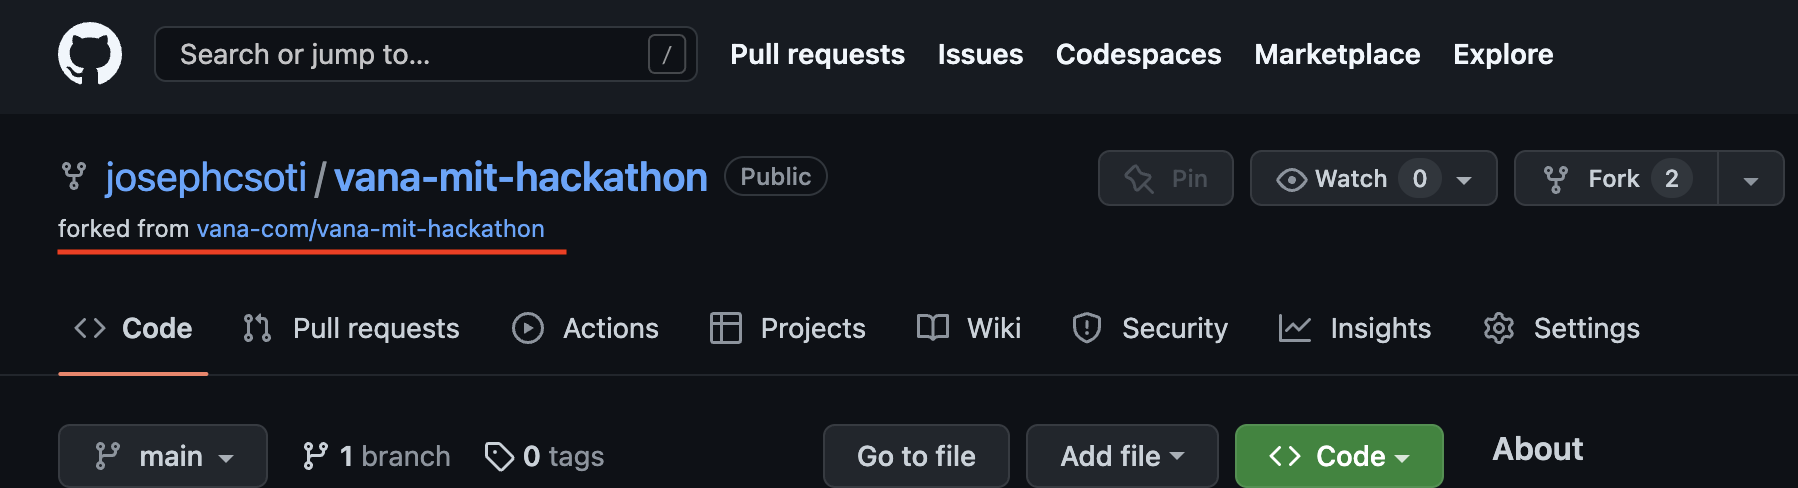 Search or jump to... / Pull requests Issues Codespaces Marketplace Explore
josephcsoti / vana-mit-hackathon Public Pin Watch 0 Fork 2
forked from vana-com/vana-mit-hackathon
Code Pull requests Actions Projects Wiki Security Insights Settings
main 1 branch 0 tags Go to file Add file Code About